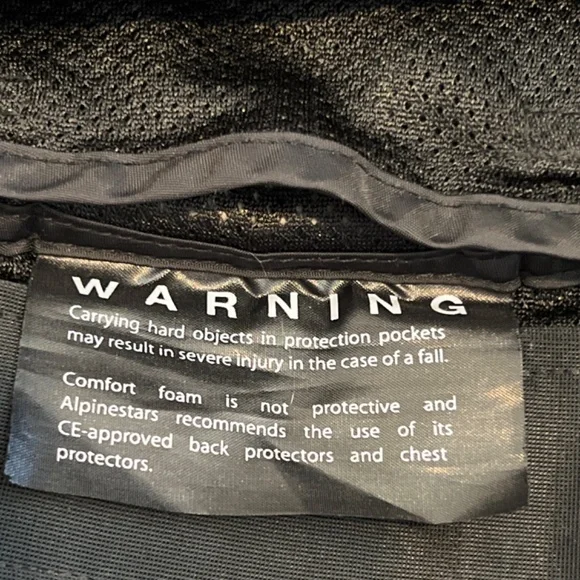 WARNING
Carrying hard objects in protection pockets
may result in severe injury in the case of a fall.
Comfort foam is not protective and
Alpinestars recommends the use of its
CE-approved back protectors and chest
protectors.